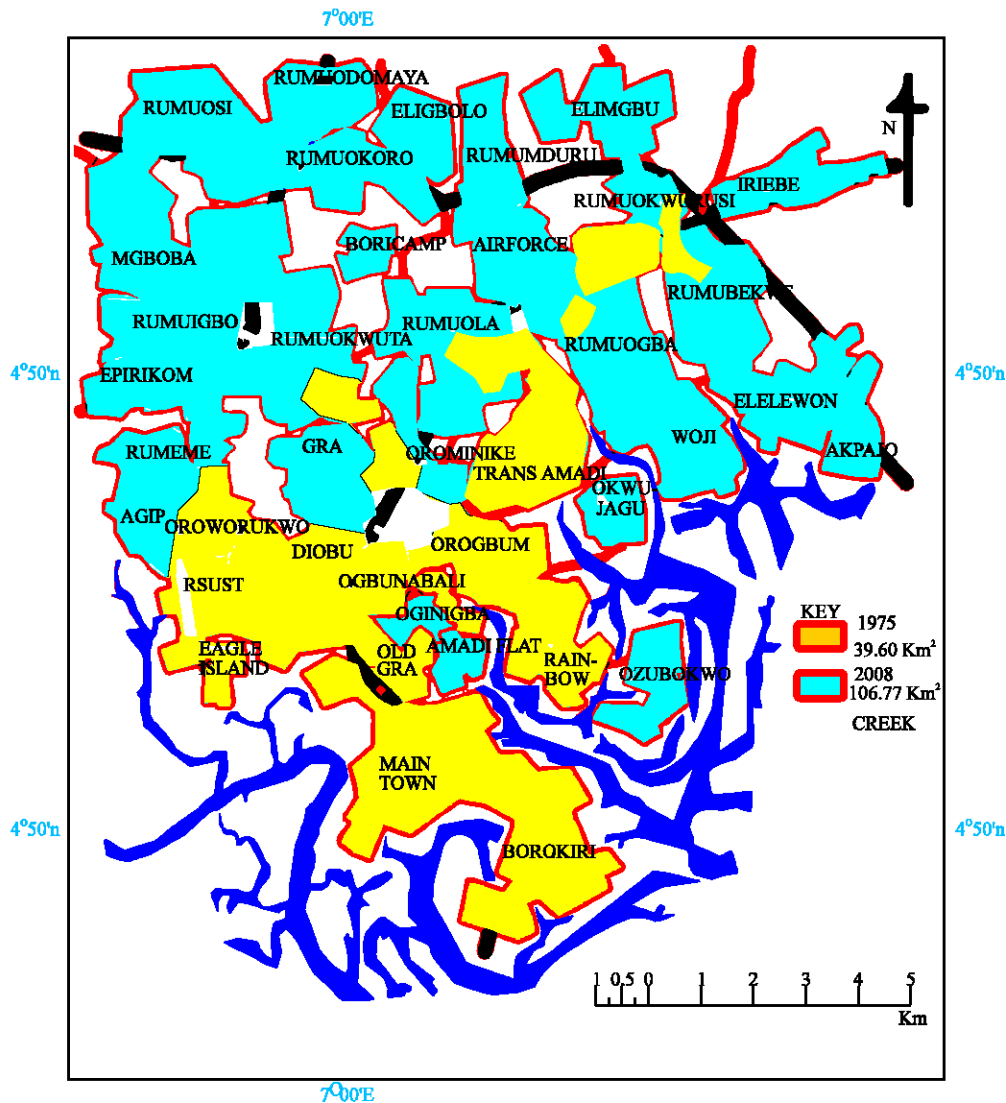 7°00'E
RUMUODOMAYA
RUMUOSI
ELIGBOLO
ELIMGBU
N
RUMUOKORO
RUMUMDURU
IRIEBE
RUMUOKWURUSI
BORICAMP
AIRFORCE
MGBOBA
RUMUBEKWE
RUMUIGBO
RUMUOLA
RUMUOKWUTA
RUMUOGBA
4°50'n
EPIRIKOM
4°50'n
ELELEWON
WOJI
RUMEME
GRA
OROMINIKE
AKPAJO
TRANS AMADI
OKWU-
JAGU
AGIP
OROWORUKWO
DIOBU
OROGBUM
RSUST
OGBUNABALI
OGINIGBA
KEY
1975
39.60 Km²
EAGLE
ISLAND
OLD
GRA
AMADI FLAT
RAIN-
BOW
OZUBOKWO
2008
106.77 Km²
CREEK
MAIN
TOWN
4°50'n
4°50'n
BOROKIRI
1 0.5 0 1 2 3 4 5
Km
7°00'E